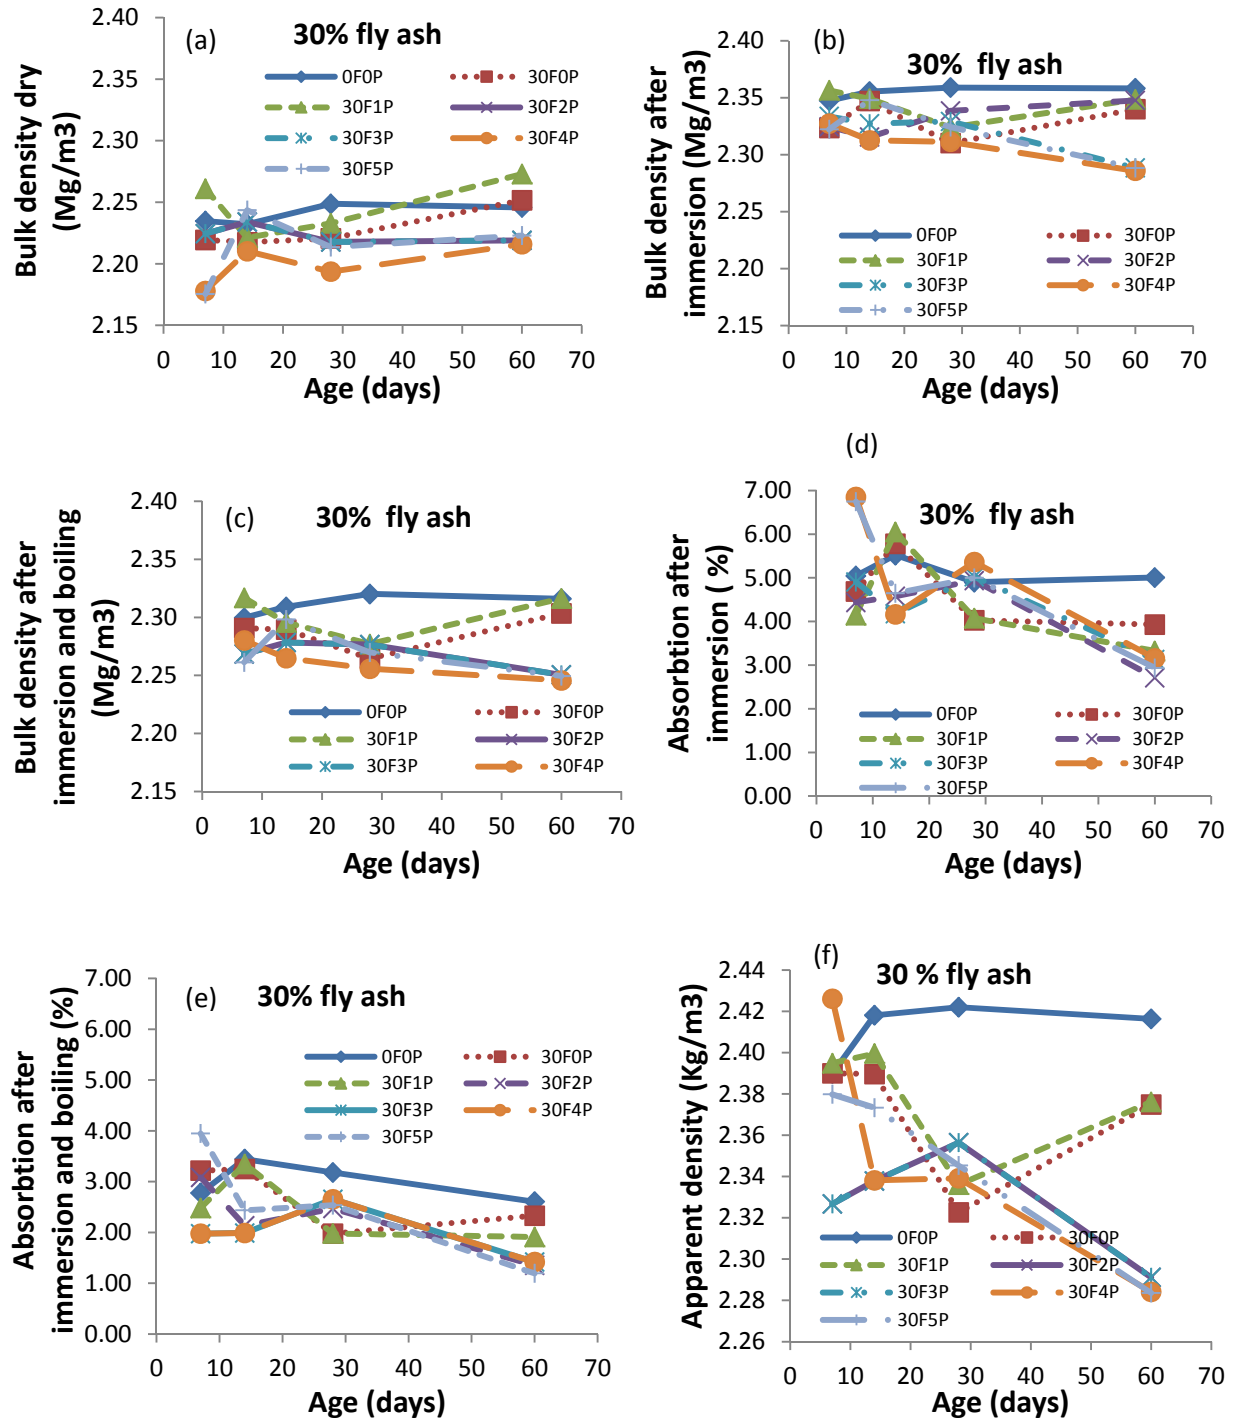 (a) 30% fly ash
2.40
2.35
2.30
2.25
2.20
2.15
0F0P 30F0P
30F1P 30F2P
30F3P 30F4P
30F5P
0 10 20 30 40 50 60 70
Age (days)
Bulk density dry
(Mg/m3)
(b)
30% fly ash
2.40
2.35
2.30
2.25
2.20
2.15
0F0P 30F0P
30F1P 30F2P
30F3P 30F4P
30F5P
0 10 20 30 40 50 60 70
Age (days)
Bulk density after
immersion (Mg/m3)
(c) 30% fly ash
2.40
2.35
2.30
2.25
2.20
2.15
0F0P 30F0P
30F1P 30F2P
30F3P 30F4P
0 10 20 30 40 50 60 70
Age (days)
Bulk density after
immersion and boiling
(Mg/m3)
(d)
30% fly ash
7.00
6.00
5.00
4.00
3.00
2.00
1.00
0.00
0F0P 30F0P
30F1P 30F2P
30F3P 30F4P
30F5P
0 10 20 30 40 50 60 70
Age (days)
Absorbtion after
immersion ( %)
(e) 30% fly ash
7.00
6.00
5.00
4.00
3.00
2.00
1.00
0.00
0F0P 30F0P
30F1P 30F2P
30F3P 30F4P
30F5P
0 10 20 30 40 50 60 70
Age (days)
Absorbtion after
immersion and boiling (%)
(f) 30 % fly ash
2.44
2.42
2.40
2.38
2.36
2.34
2.32
2.30
2.28
2.26
0F0P 30F0P
30F1P 30F2P
30F3P 30F4P
30F5P
0 10 20 30 40 50 60 70
Age (days)
Apparent density (Kg/m3)